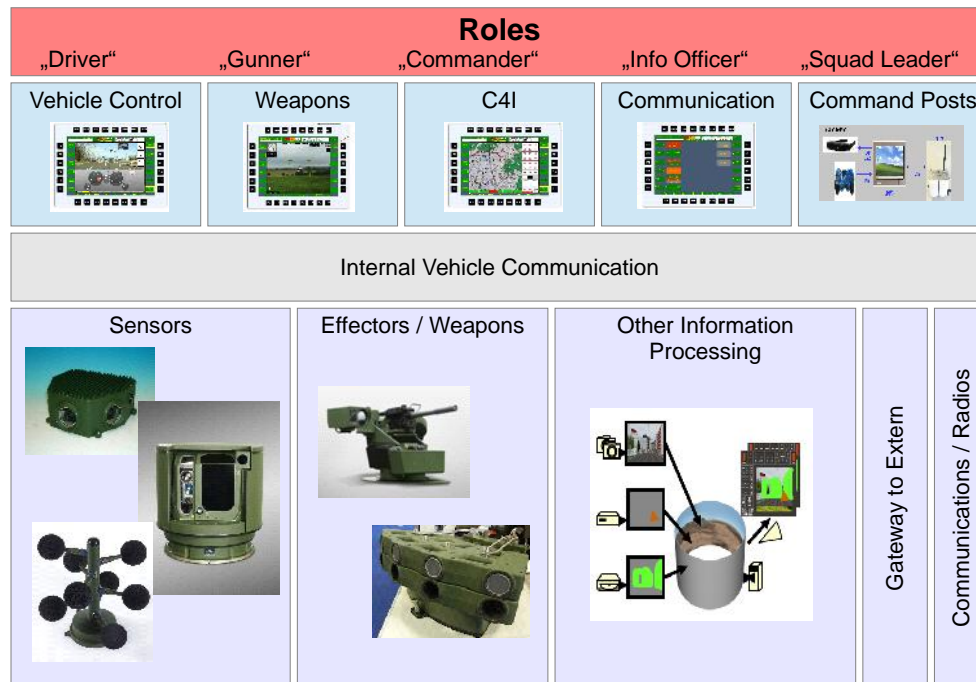 Roles
„Driver“ „Gunner“ „Commander“ „Info Officer“ „Squad Leader“
Vehicle Control Weapons C4I Communication Command Posts
Internal Vehicle Communication
Sensors Effectors / Weapons Other Information
Processing
Gateway to Extern
Communications / Radios